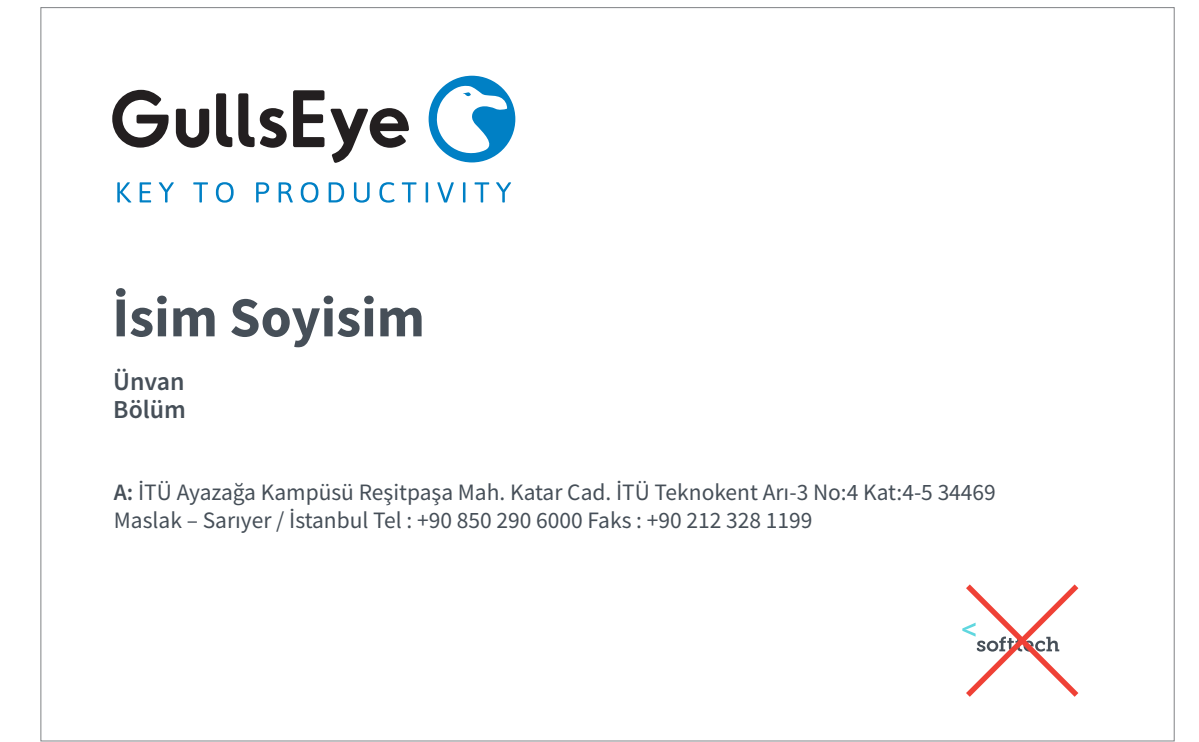 GullsEye
KEY TO PRODUCTIVITY
İsim Soyisim
Ünvan
Bölüm
A: İTÜ Ayazağa Kampüsü Reşitpaşa Mah. Katar Cad. İTÜ Teknokent Arı-3 No:4 Kat:4-5 34469
Maslak – Sarıyer / İstanbul Tel : +90 850 290 6000 Faks : +90 212 328 1199
<softtech